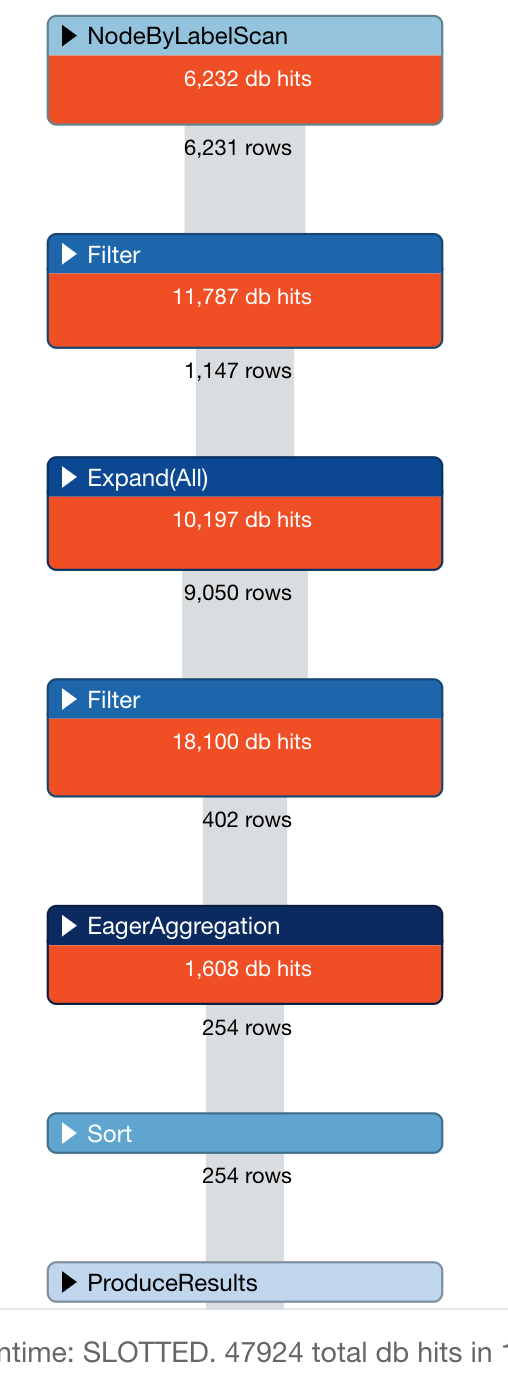 NodeByLabelScan
6,232 db hits
6,231 rows
Filter
11,787 db hits
1,147 rows
Expand(All)
10,197 db hits
9,050 rows
Filter
18,100 db hits
402 rows
EagerAggregation
1,608 db hits
254 rows
Sort
254 rows
ProduceResults
ntime: SLOTTED. 47924 total db hits in 1